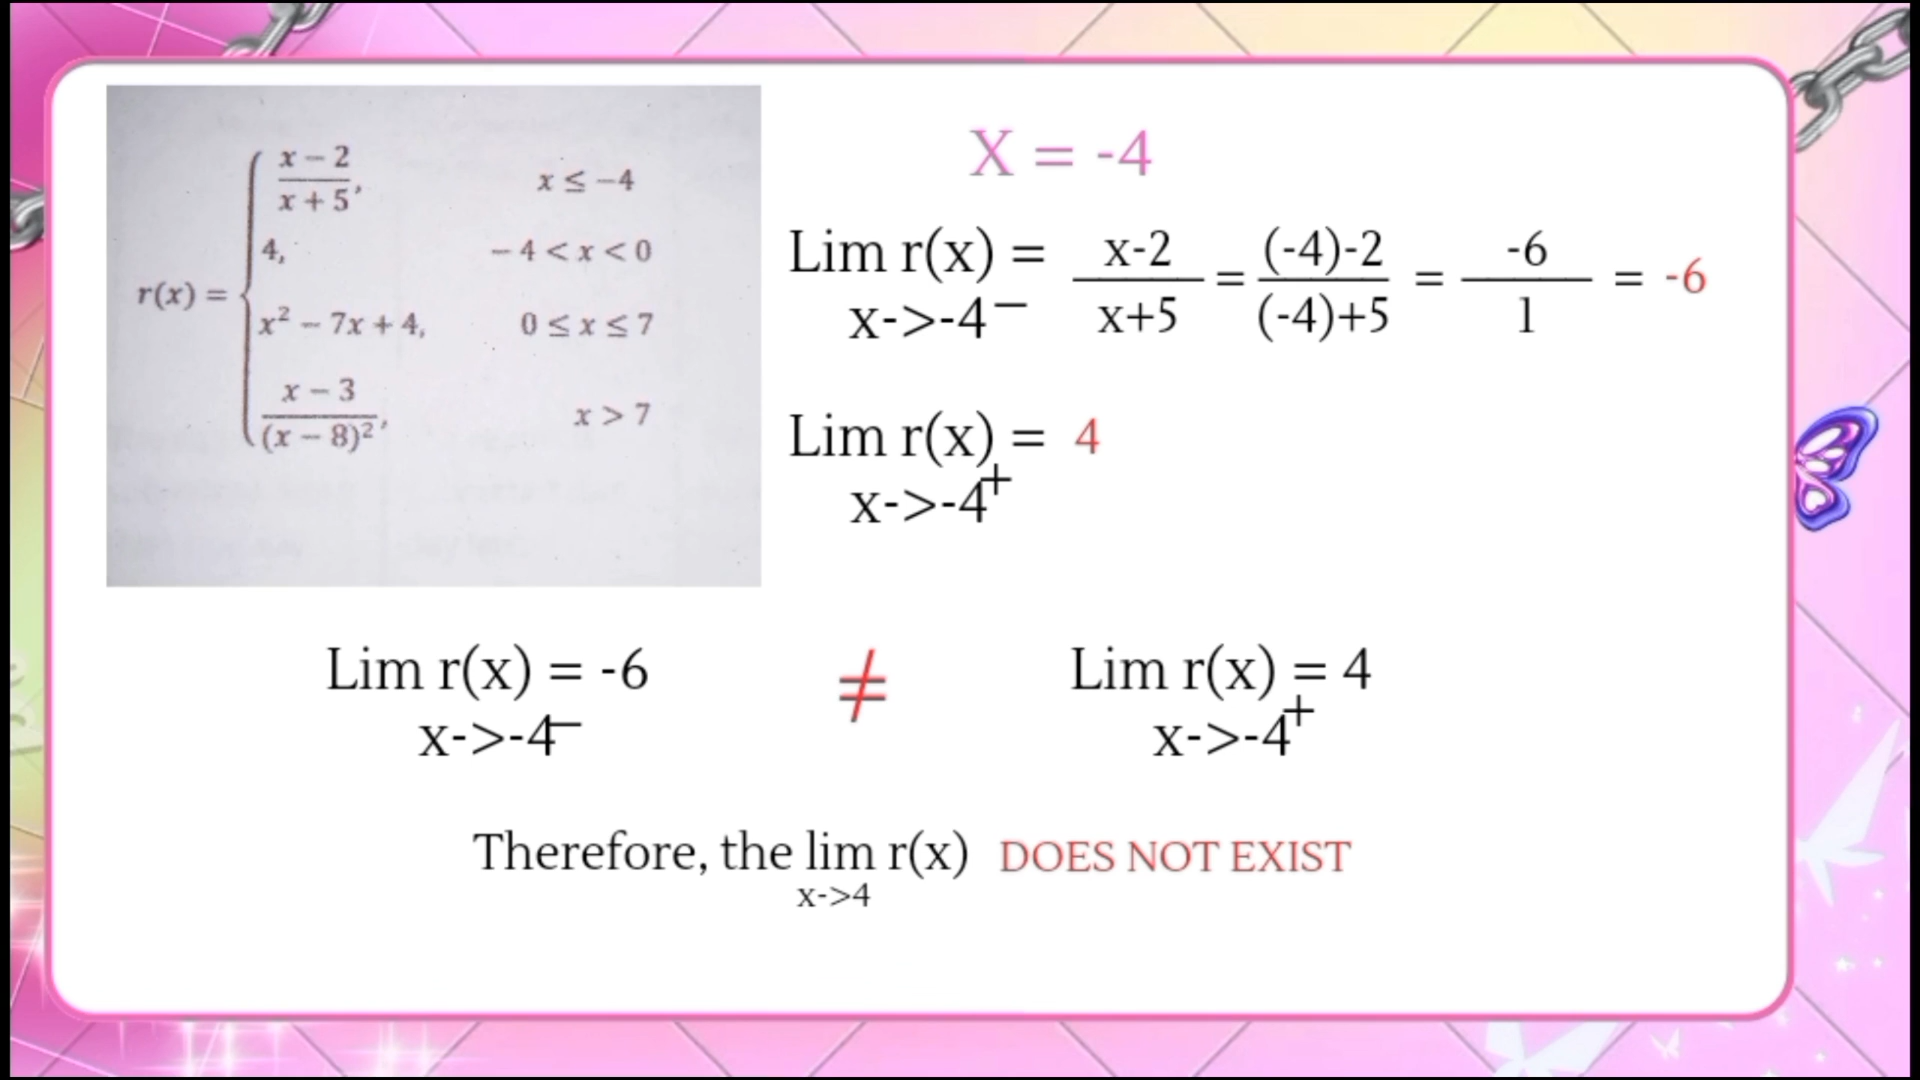 r(x) = { (x − 2)/(x + 5), x ≤ −4
4, − 4 < x < 0
x² − 7x + 4, 0 ≤ x ≤ 7
(x − 3)/(x − 8)², x > 7
X = -4
Lim r(x) = x-2/x+5 = (-4)-2/(-4)+5 = -6/1 = -6
x->-4⁻
Lim r(x) = 4
x->-4⁺
Lim r(x) = -6 ≠ Lim r(x) = 4
x->-4⁻ x->-4⁺
Therefore, the lim r(x) DOES NOT EXIST
x->4